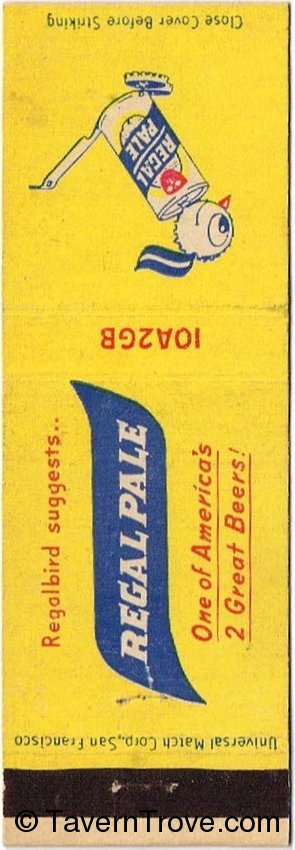 Close Cover Before Striking
REGAL
PALE
IOA2GB
Regalbird suggests..
REGAL PALE
One of America's
2 Great Beers!
Universal Match Corp., San Francisco
© TavernTrove.com